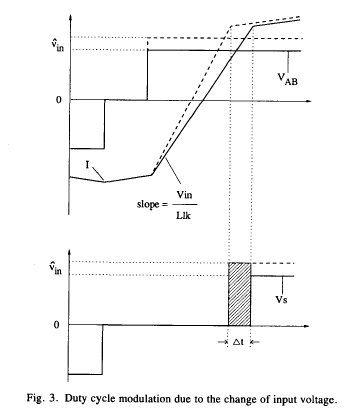 v̂in
VAB
0
I
slope = Vin / Llk
v̂in
Vs
0
Δt
Fig. 3. Duty cycle modulation due to the change of input voltage.